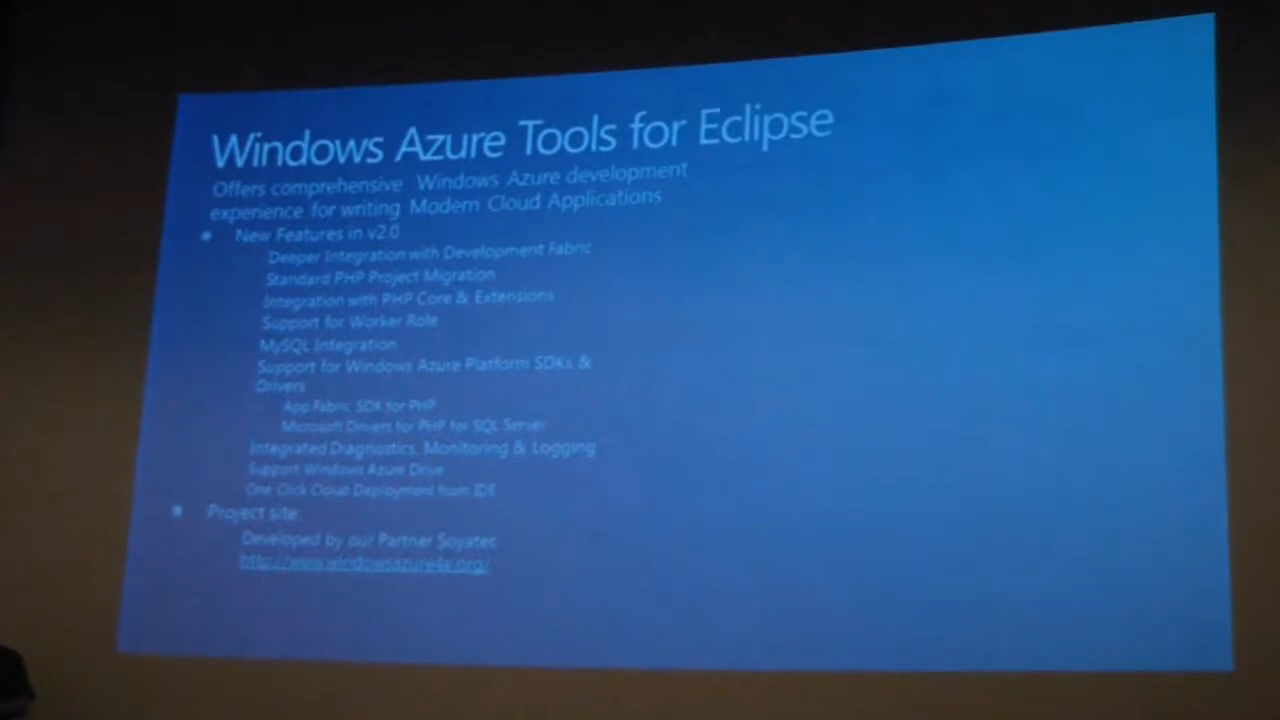 Windows Azure Tools for Eclipse
Offers comprehensive Windows Azure development
experience for writing Modern Cloud Applications
New Features in v2.0
Deeper Integration with Development Fabric
Standard PHP Project Migration
Integration with PHP Core & Extensions
Support for Worker Role
MySQL Integration
Support for Windows Azure Platform SDKs &
Drivers
App Fabric SDK for PHP
Microsoft Drivers for PHP for SQL Server
Integrated Diagnostics, Monitoring & Logging
Support Windows Azure Drive
One Click Cloud Deployment from IDE
Project site:
Developed by our Partner Soyatec
http://www.windowsazure4e.org/